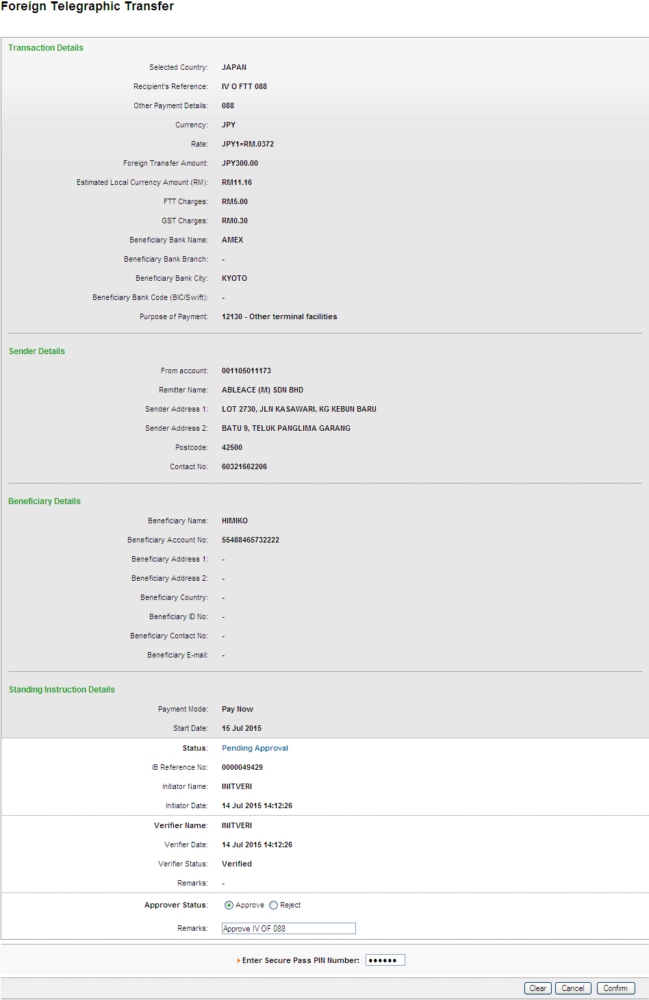 Foreign Telegraphic Transfer
Transaction Details
Selected Country: JAPAN
Recipient's Reference: IV O FTT 088
Other Payment Details: 088
Currency: JPY
Rate: JPY1=RM.0372
Foreign Transfer Amount: JPY300.00
Estimated Local Currency Amount (RM): RM11.16
FTT Charges: RM5.00
GST Charges: RM0.30
Beneficiary Bank Name: AMEX
Beneficiary Bank Branch: -
Beneficiary Bank City: KYOTO
Beneficiary Bank Code (BIC/Swift): -
Purpose of Payment: 12130 - Other terminal facilities
Sender Details
From account: 001105011173
Remitter Name: ABLEACE (M) SDN BHD
Sender Address 1: LOT 2730, JLN KASAWARI, KG KEBUN BARU
Sender Address 2: BATU 9, TELUK PANGLIMA GARANG
Postcode: 42500
Contact No: 60321662206
Beneficiary Details
Beneficiary Name: HIMIKO
Beneficiary Account No: 55488465732222
Beneficiary Address 1: -
Beneficiary Address 2: -
Beneficiary Country: -
Beneficiary ID No: -
Beneficiary Contact No: -
Beneficiary E-mail: -
Standing Instruction Details
Payment Mode: Pay Now
Start Date: 15 Jul 2015
Status: Pending Approval
IB Reference No: 0000049429
Initiator Name: INITVERI
Initiator Date: 14 Jul 2015 14:12:26
Verifier Name: INITVERI
Verifier Date: 14 Jul 2015 14:12:26
Verifier Status: Verified
Remarks: -
Approver Status: Approve Reject
Remarks: Approve IV OF 088
Enter Secure Pass PIN Number: ••••••
Clear Cancel Confirm